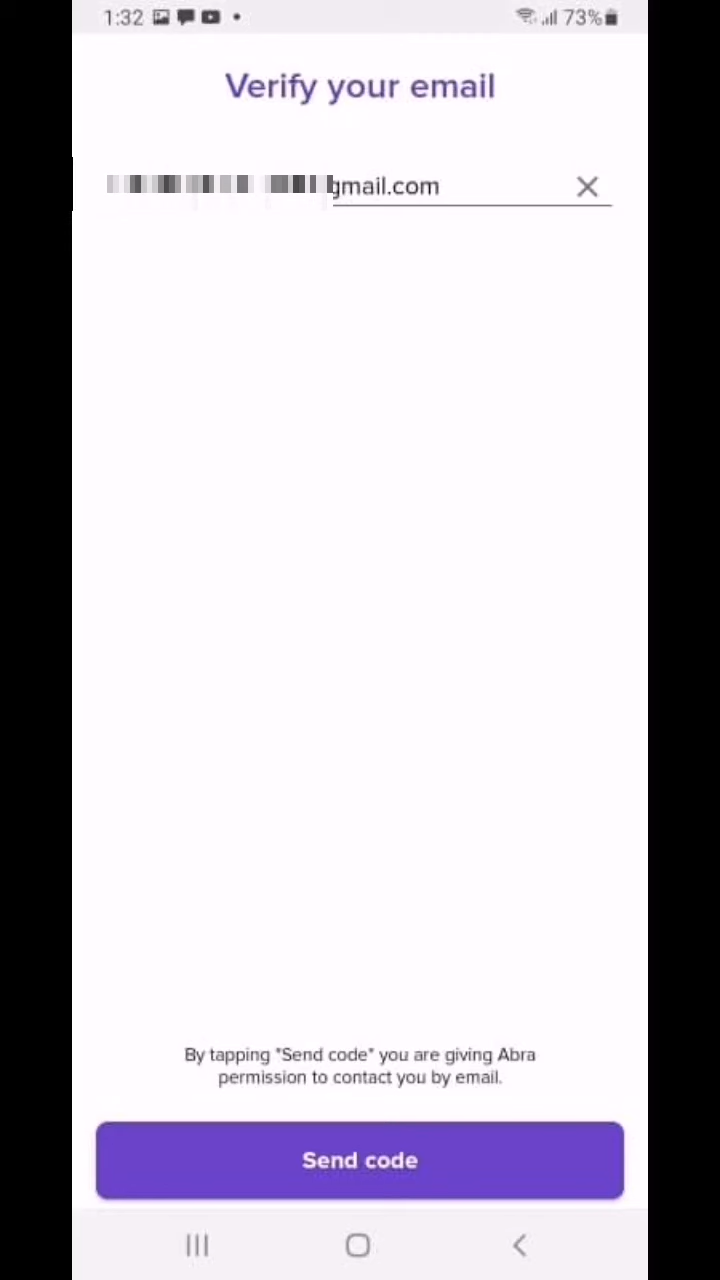 1:32 73%
Verify your email
gmail.com
By tapping "Send code" you are giving Abra
permission to contact you by email.
Send code